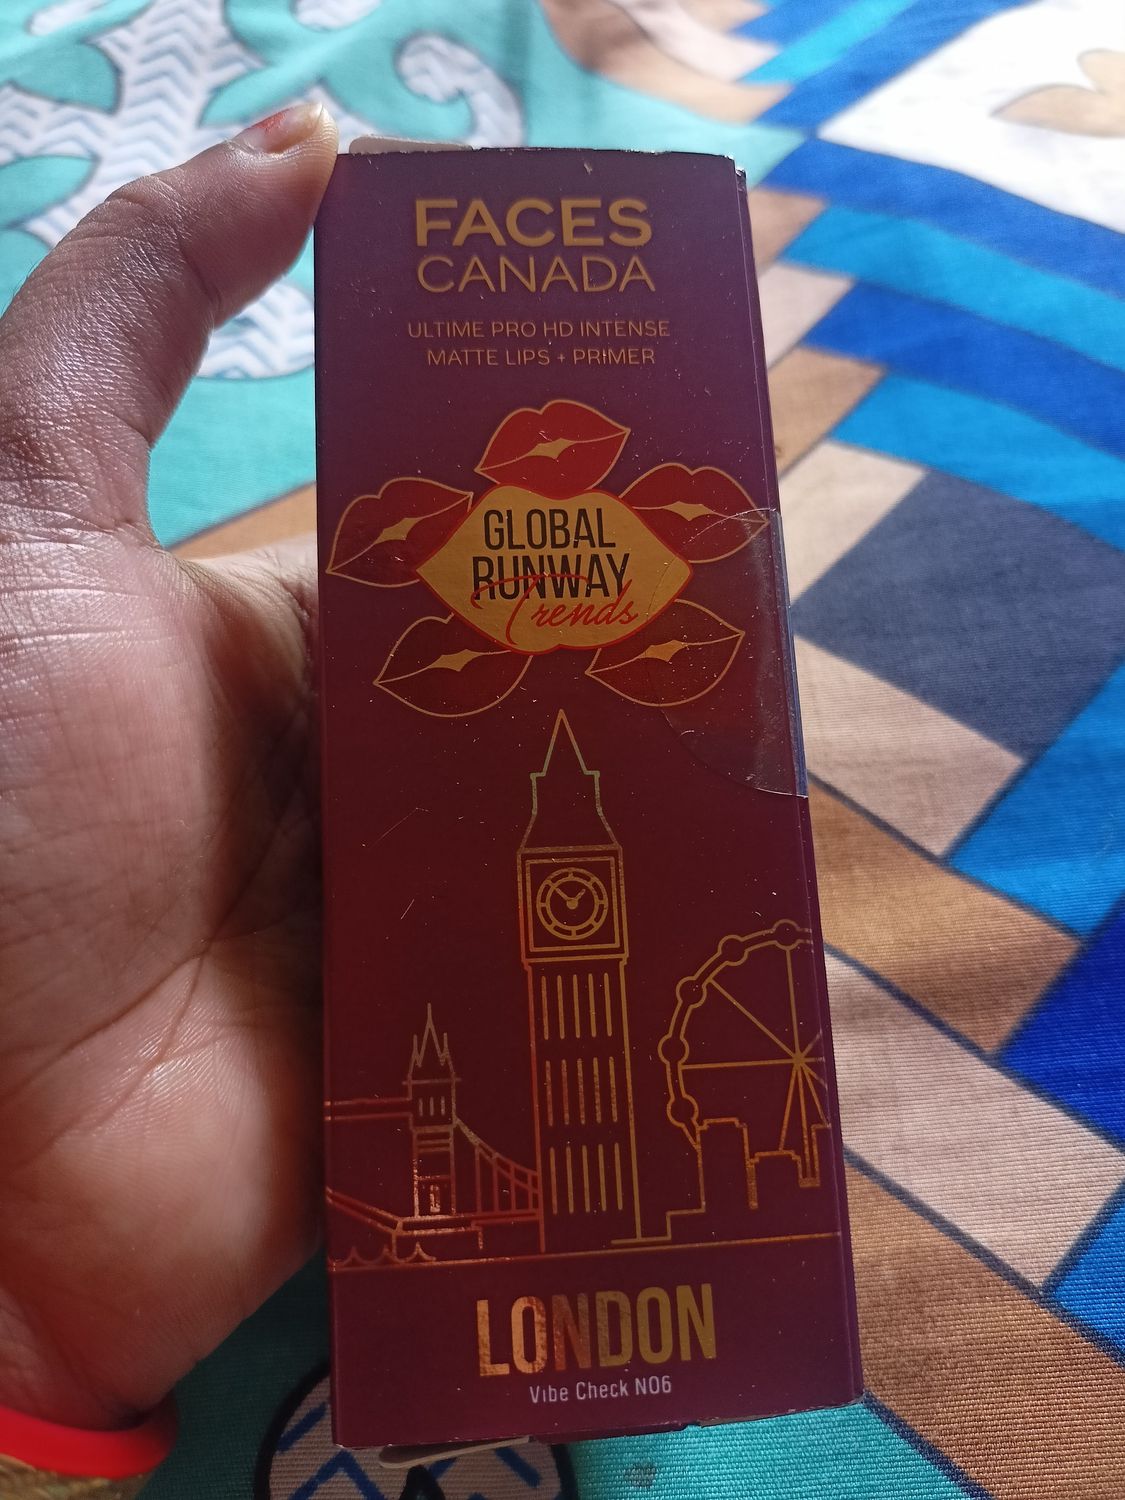 FACES
CANADA
ULTIME PRO HD INTENSE
MATTE LIPS + PRIMER
GLOBAL
RUNWAY
Trends
LONDON
Vibe Check N06